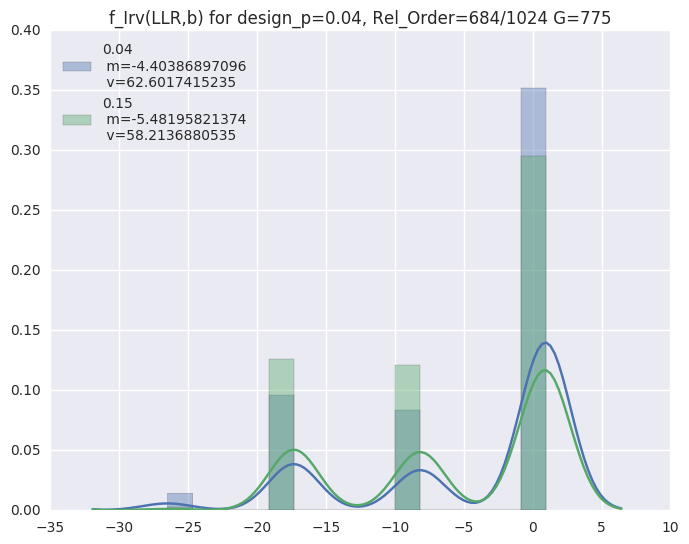 f_Irv(LLR,b) for design_p=0.04, Rel_Order=684/1024 G=775
0.04
m=-4.40386897096
v=62.6017415235
0.15
m=-5.48195821374
v=58.2136880535
0.40
0.35
0.30
0.25
0.20
0.15
0.10
0.05
0.00
−35 −30 −25 −20 −15 −10 −5 0 5 10